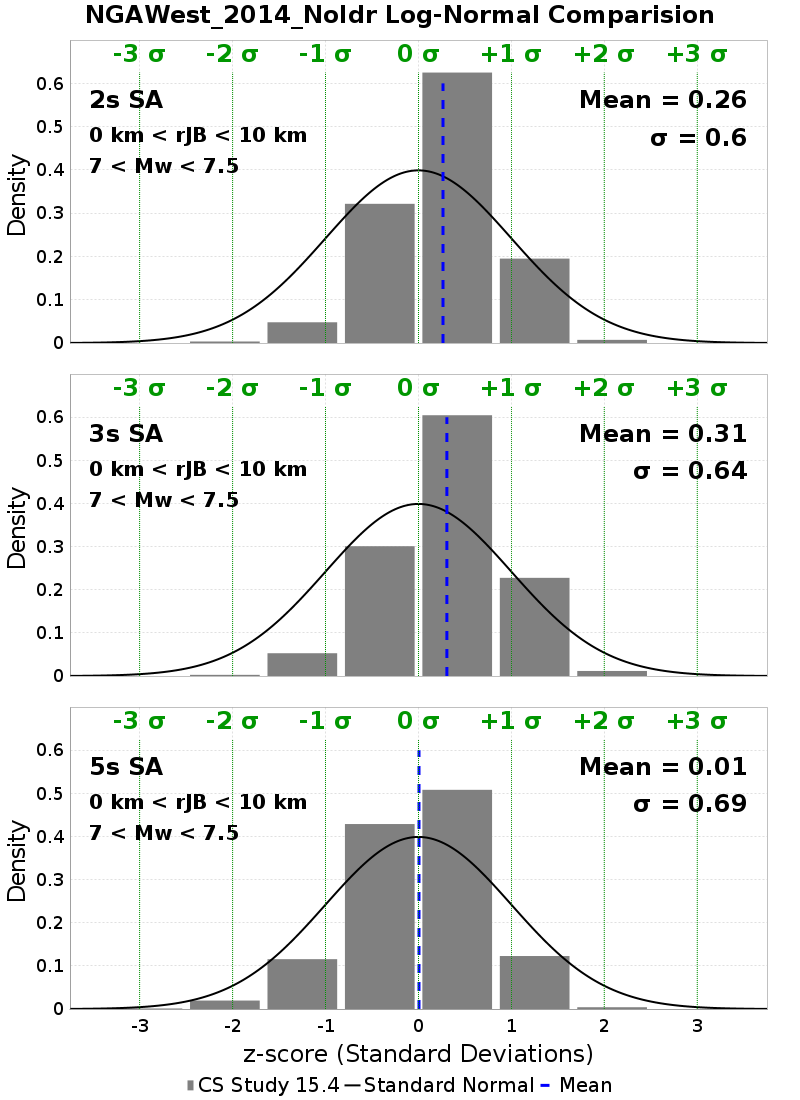 NGAWest_2014_NoIdr Log-Normal Comparision
-3 σ -2 σ -1 σ 0 σ +1 σ +2 σ +3 σ
2s SA Mean = 0.26
0 km < rJB < 10 km σ = 0.6
7 < Mw < 7.5
Density
0.6
0.5
0.4
0.3
0.2
0.1
0
-3 σ -2 σ -1 σ 0 σ +1 σ +2 σ +3 σ
3s SA Mean = 0.31
0 km < rJB < 10 km σ = 0.64
7 < Mw < 7.5
Density
0.6
0.5
0.4
0.3
0.2
0.1
0
-3 σ -2 σ -1 σ 0 σ +1 σ +2 σ +3 σ
5s SA Mean = 0.01
0 km < rJB < 10 km σ = 0.69
7 < Mw < 7.5
Density
0.6
0.5
0.4
0.3
0.2
0.1
0
-3 -2 -1 0 1 2 3
z-score (Standard Deviations)
CS Study 15.4 Standard Normal Mean